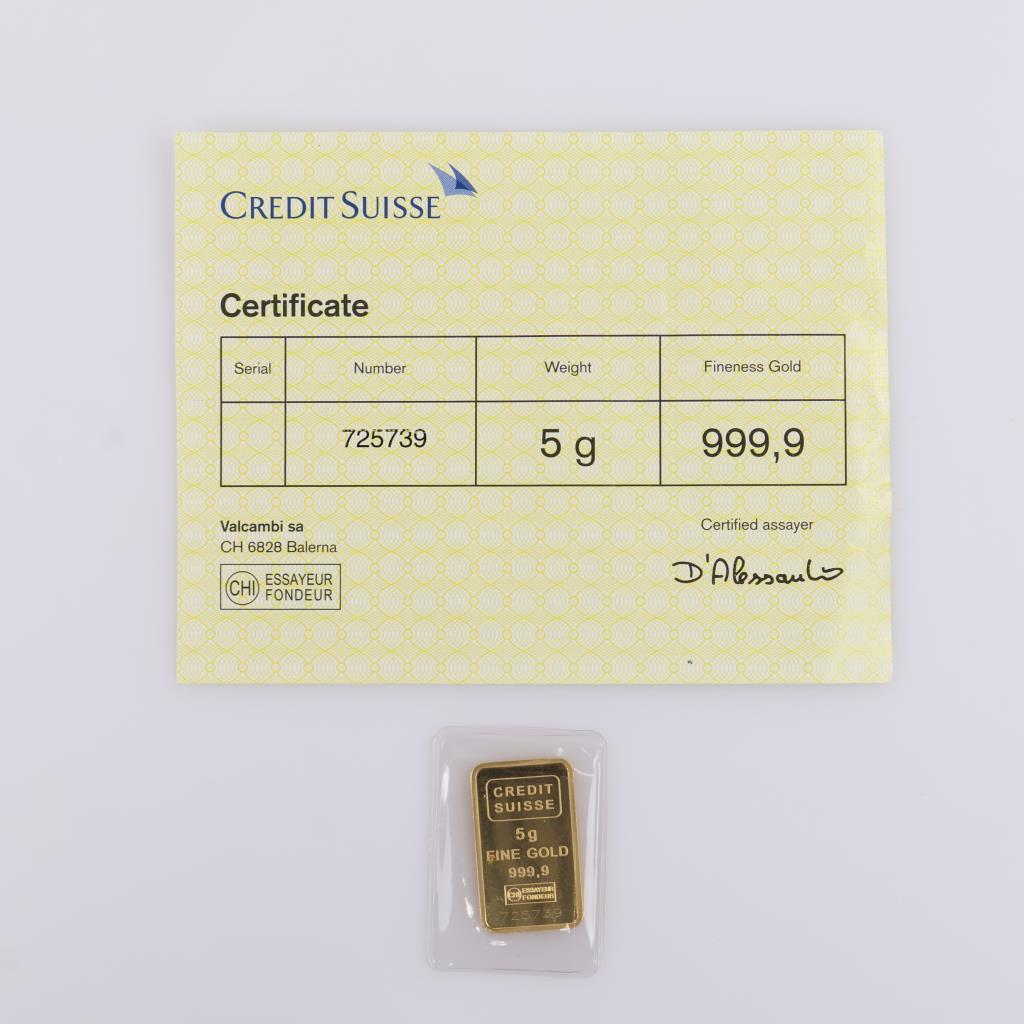 CREDIT SUISSE
Certificate
Serial Number Weight Fineness Gold
725739 5 g 999,9
Valcambi sa
CH 6828 Balerna
CHI ESSAYEUR
FONDEUR
Certified assayer
CREDIT
SUISSE
5g
FINE GOLD
999,9
CHI ESSAYEUR
FONDEUR
725739